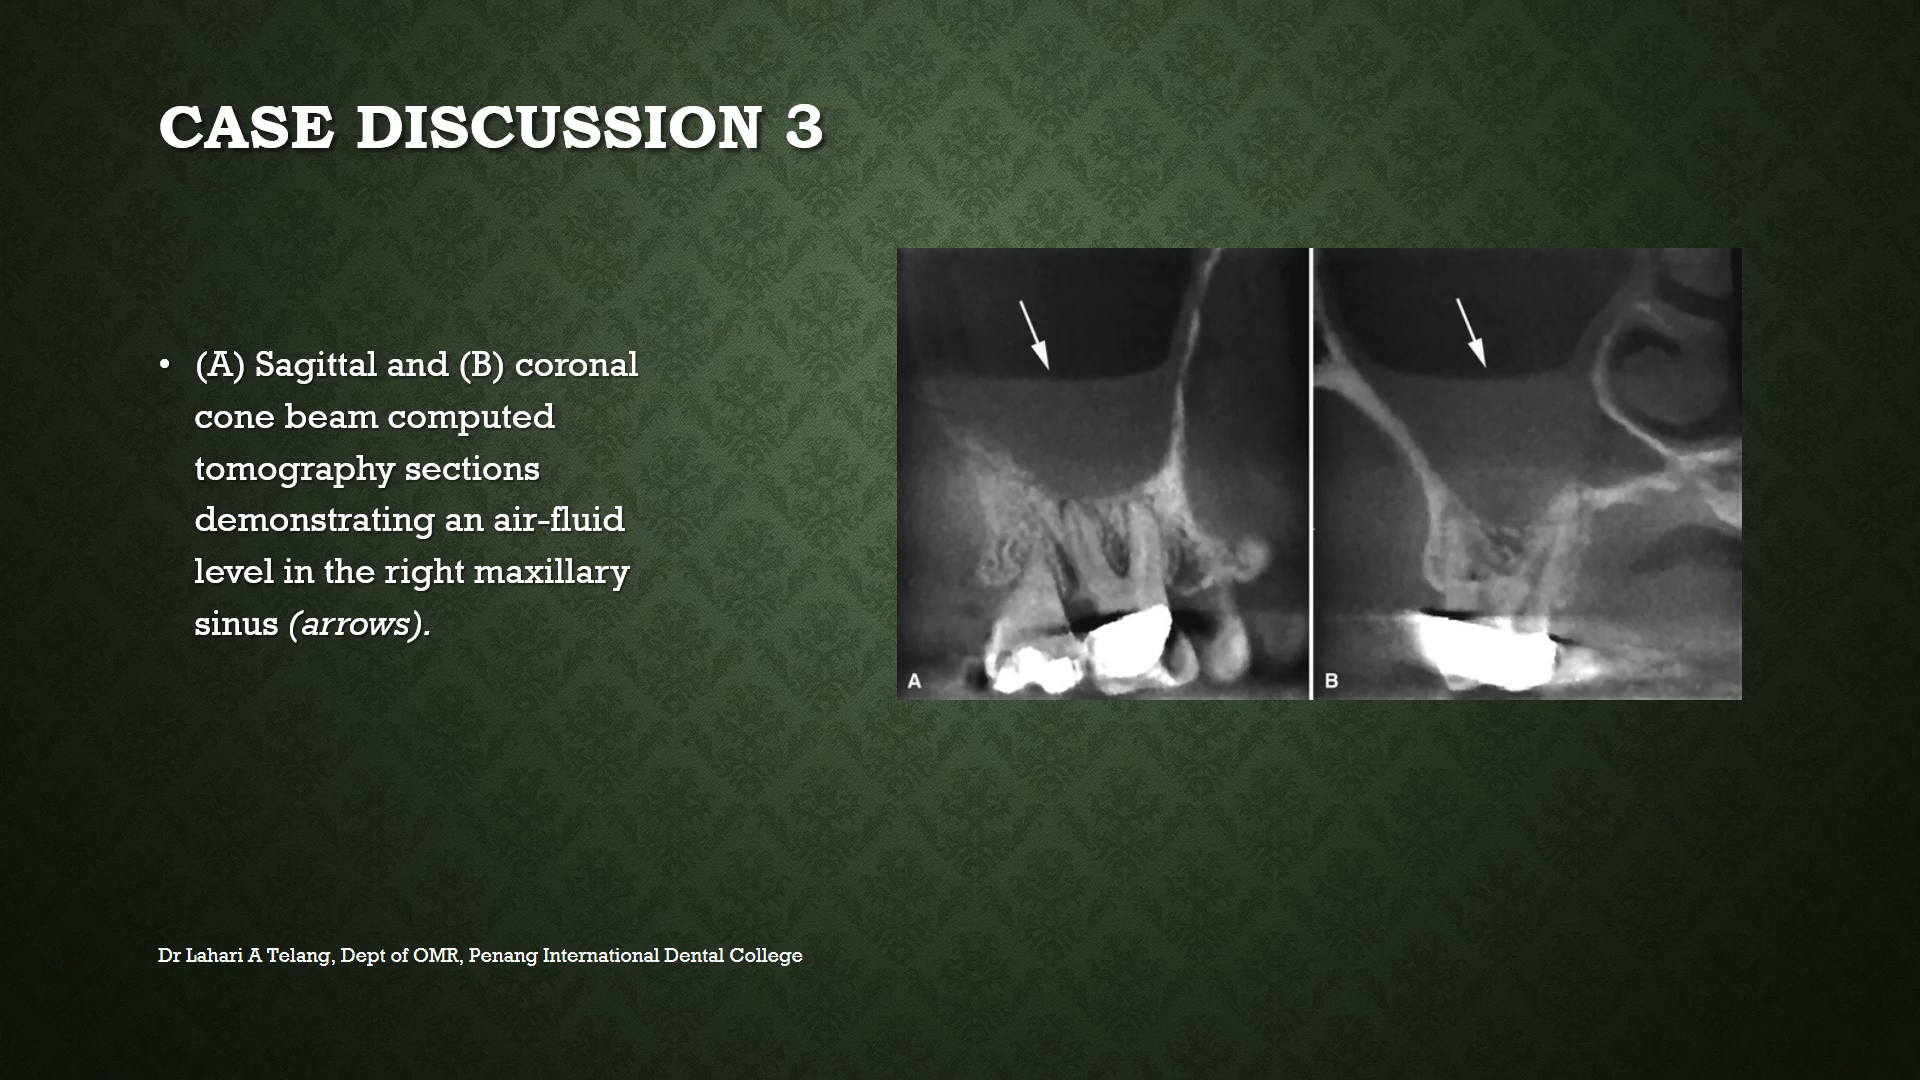 CASE DISCUSSION 3
• (A) Sagittal and (B) coronal
cone beam computed
tomography sections
demonstrating an air-fluid
level in the right maxillary
sinus (arrows).
A
B
Dr Lahari A Telang, Dept of OMR, Penang International Dental College